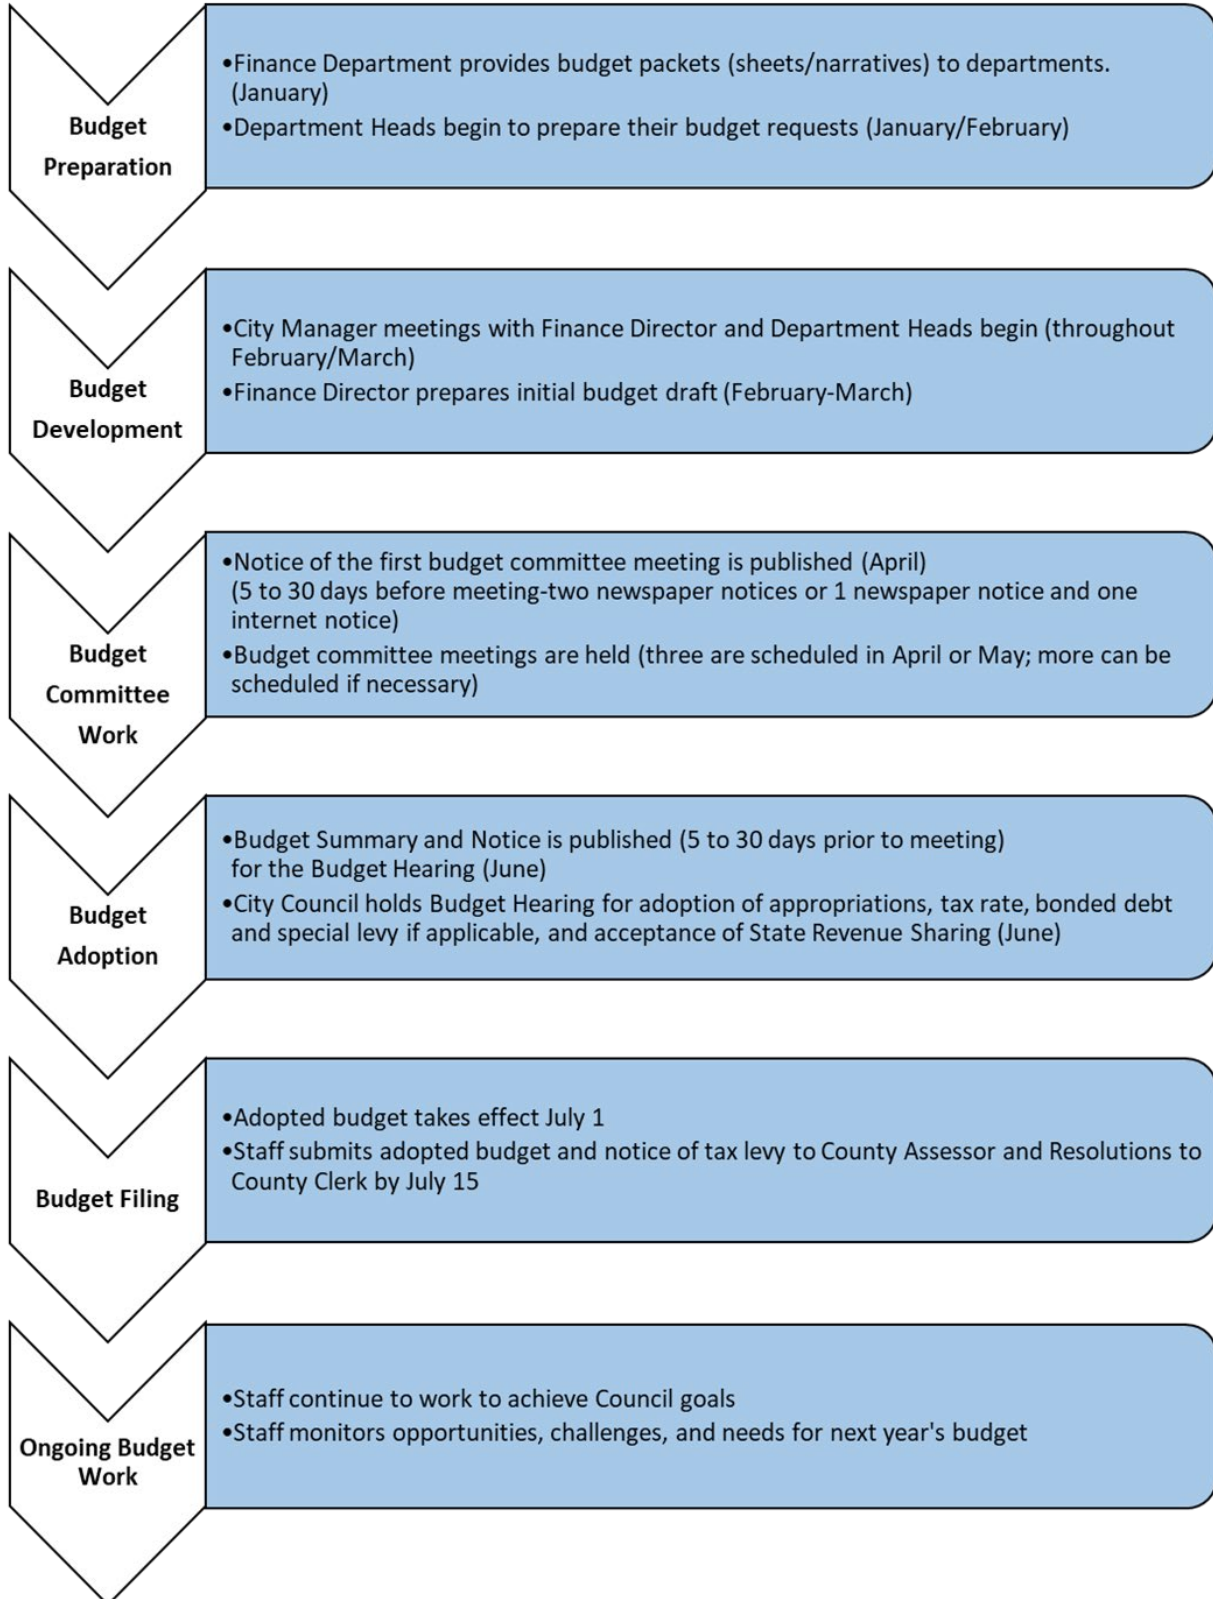 Budget
Preparation
•Finance Department provides budget packets (sheets/narratives) to departments.
(January)
•Department Heads begin to prepare their budget requests (January/February)
Budget
Development
•City Manager meetings with Finance Director and Department Heads begin (throughout
February/March)
•Finance Director prepares initial budget draft (February-March)
Budget
Committee
Work
•Notice of the first budget committee meeting is published (April)
(5 to 30 days before meeting-two newspaper notices or 1 newspaper notice and one
internet notice)
•Budget committee meetings are held (three are scheduled in April or May; more can be
scheduled if necessary)
Budget
Adoption
•Budget Summary and Notice is published (5 to 30 days prior to meeting)
for the Budget Hearing (June)
•City Council holds Budget Hearing for adoption of appropriations, tax rate, bonded debt
and special levy if applicable, and acceptance of State Revenue Sharing (June)
Budget Filing
•Adopted budget takes effect July 1
•Staff submits adopted budget and notice of tax levy to County Assessor and Resolutions to
County Clerk by July 15
Ongoing Budget
Work
•Staff continue to work to achieve Council goals
•Staff monitors opportunities, challenges, and needs for next year's budget